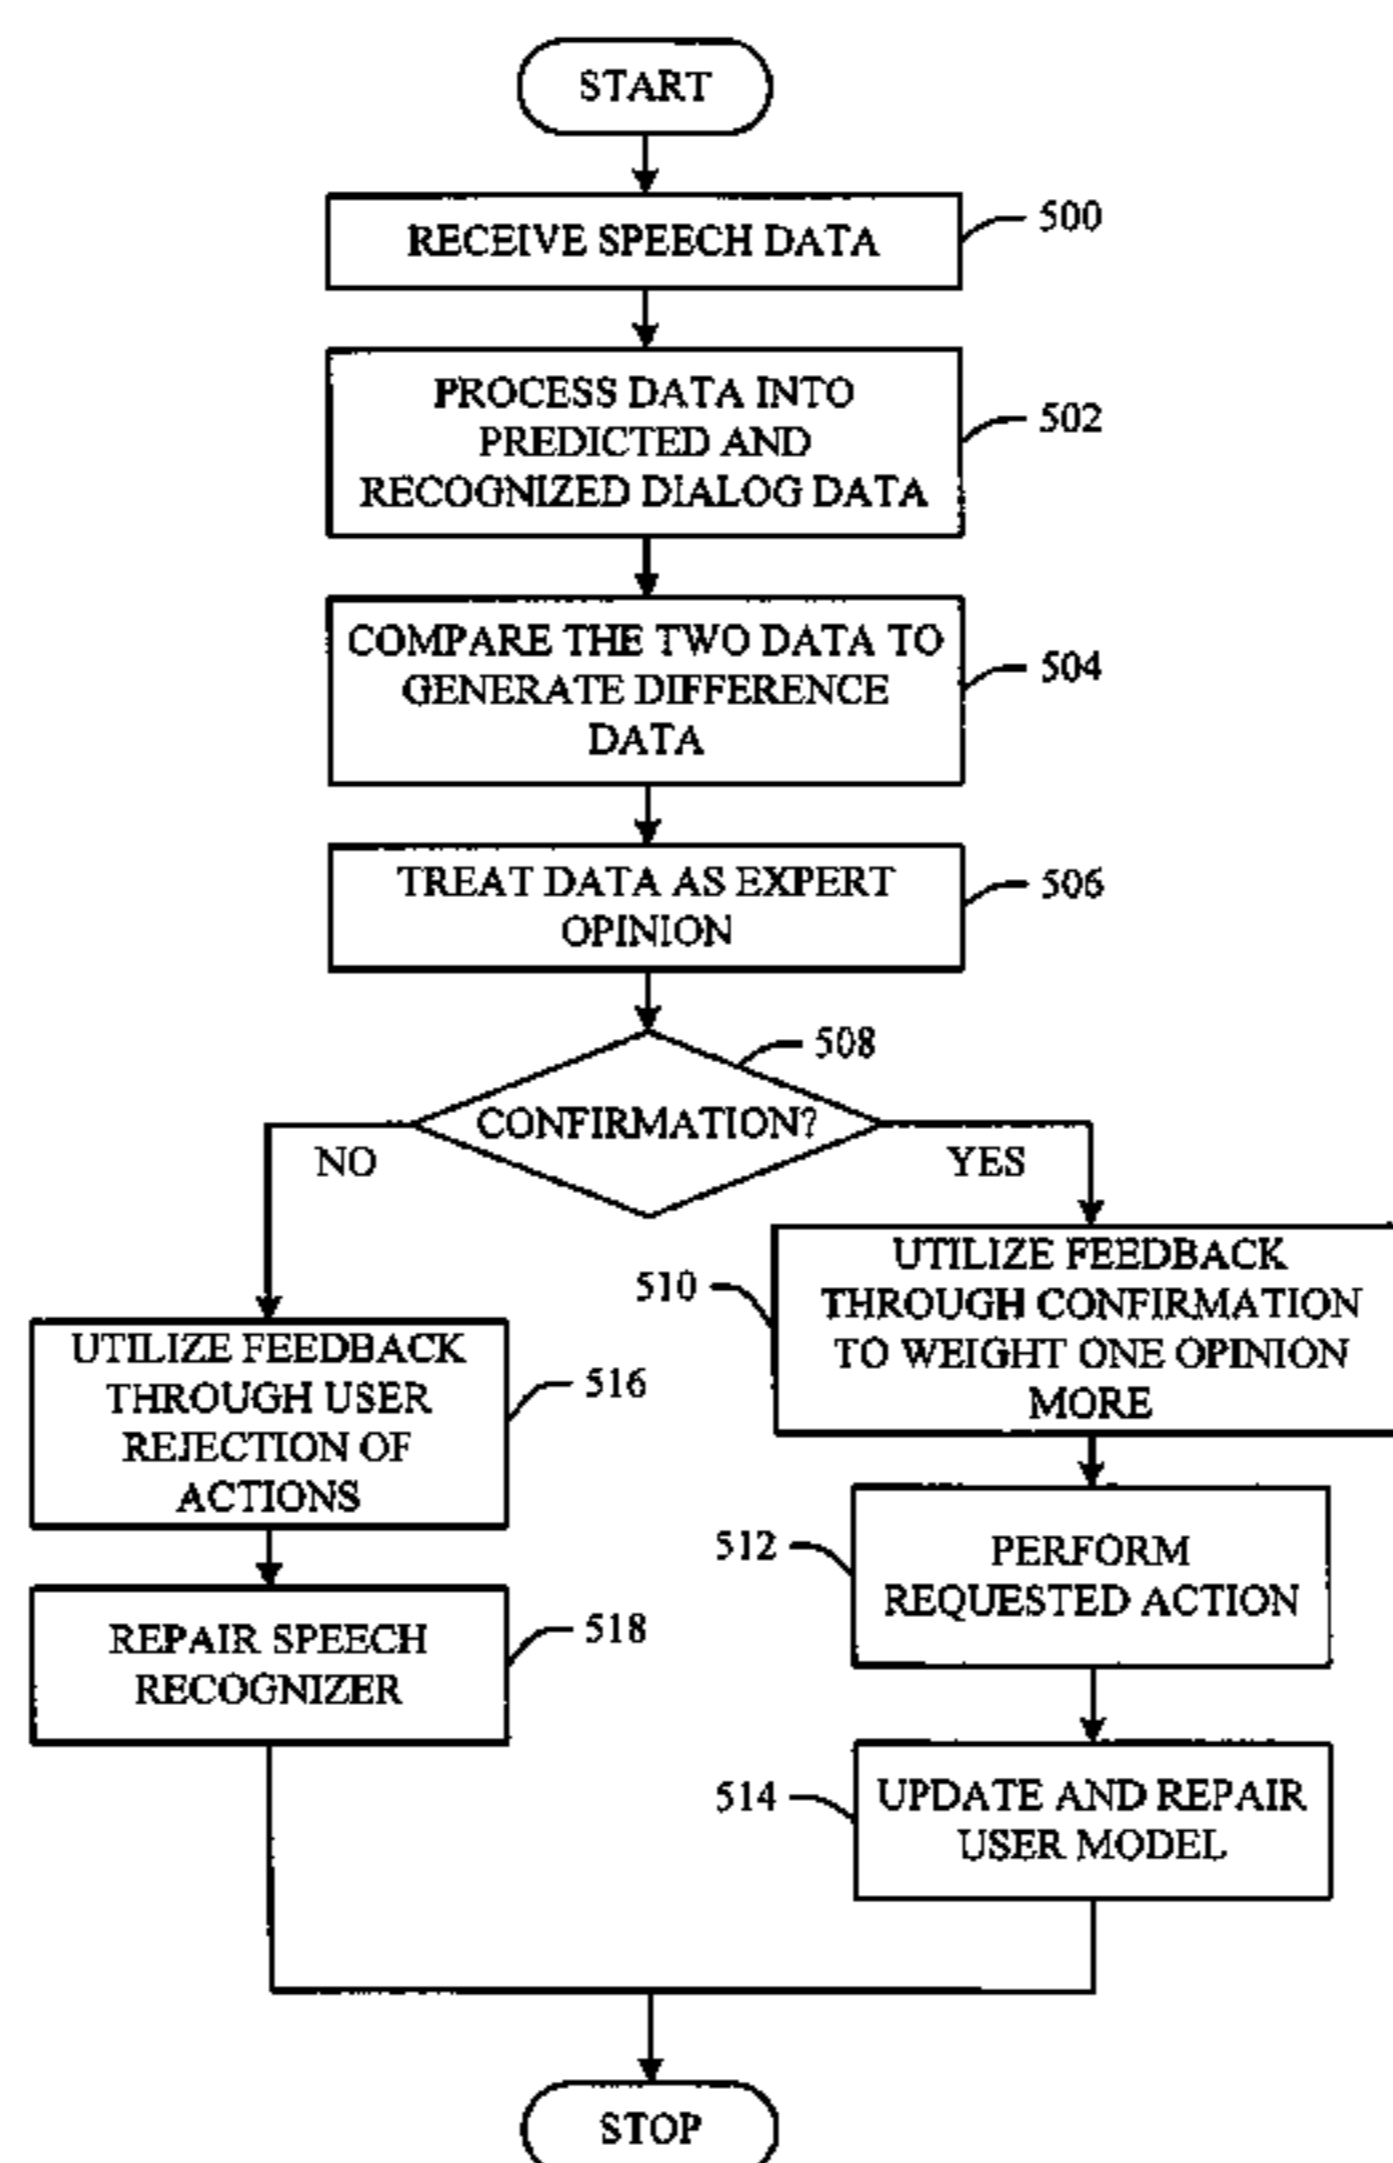 START
RECEIVE SPEECH DATA
500
PROCESS DATA INTO
PREDICTED AND
RECOGNIZED DIALOG DATA
502
COMPARE THE TWO DATA TO
GENERATE DIFFERENCE
DATA
504
TREAT DATA AS EXPERT
OPINION
506
508
CONFIRMATION?
NO
YES
510
UTILIZE FEEDBACK
THROUGH CONFIRMATION
TO WEIGHT ONE OPINION
MORE
UTILIZE FEEDBACK
THROUGH USER
REJECTION OF
ACTIONS
516
512
PERFORM
REQUESTED ACTION
REPAIR SPEECH
RECOGNIZER
518
514
UPDATE AND REPAIR
USER MODEL
STOP